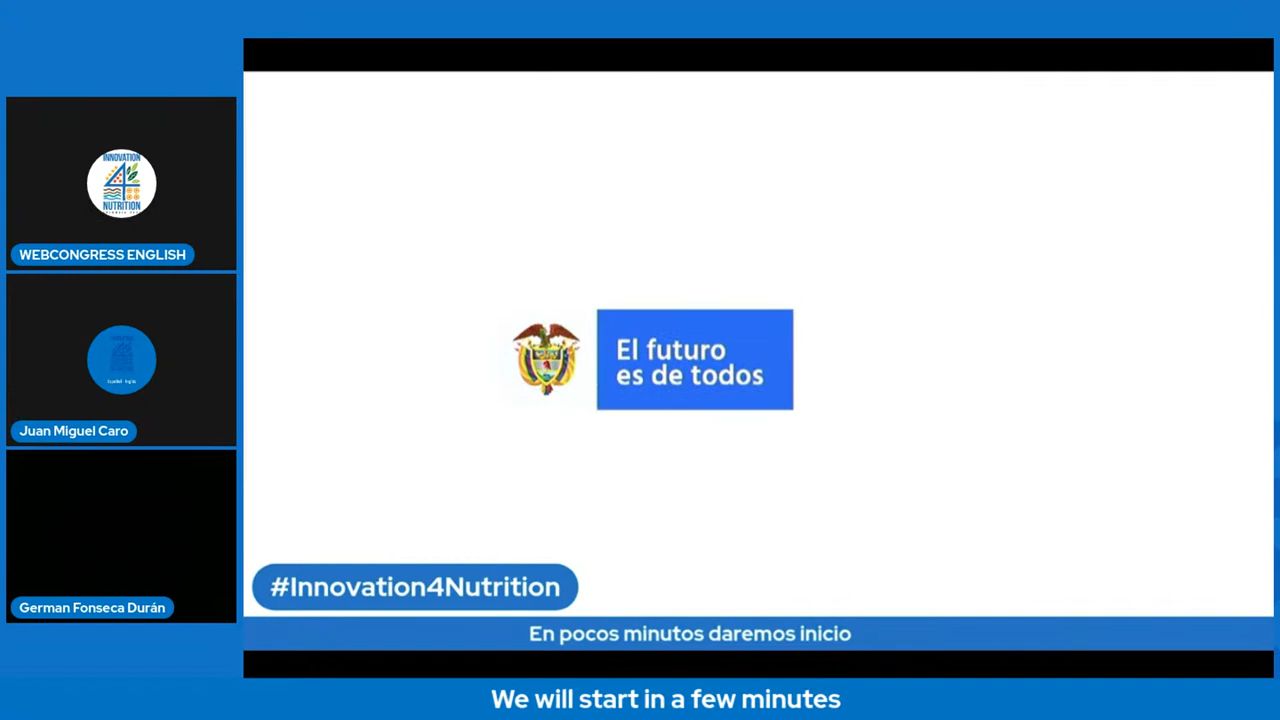 INNOVATION
4
NUTRITION
WEBCONGRESS ENGLISH
Juan Miguel Caro
German Fonseca Durán
El futuro
es de todos
#Innovation4Nutrition
En pocos minutos daremos inicio
We will start in a few minutes